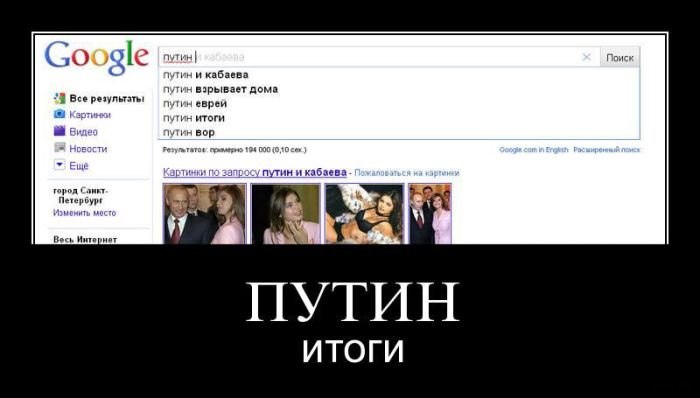 Google
путин и кабаева
Поиск
путин и кабаева
путин взрывает дома
путин еврей
путин итоги
путин вор
Все результаты
Картинки
Видео
Новости
Ещё
город Санкт-
Петербург
Изменить место
Весь Интернет
Результатов: примерно 194 000 (0,10 сек.)
Google.com in English Расширенный поиск
Картинки по запросу путин и кабаева - Пожаловаться на картинки
ПУТИН
итоги